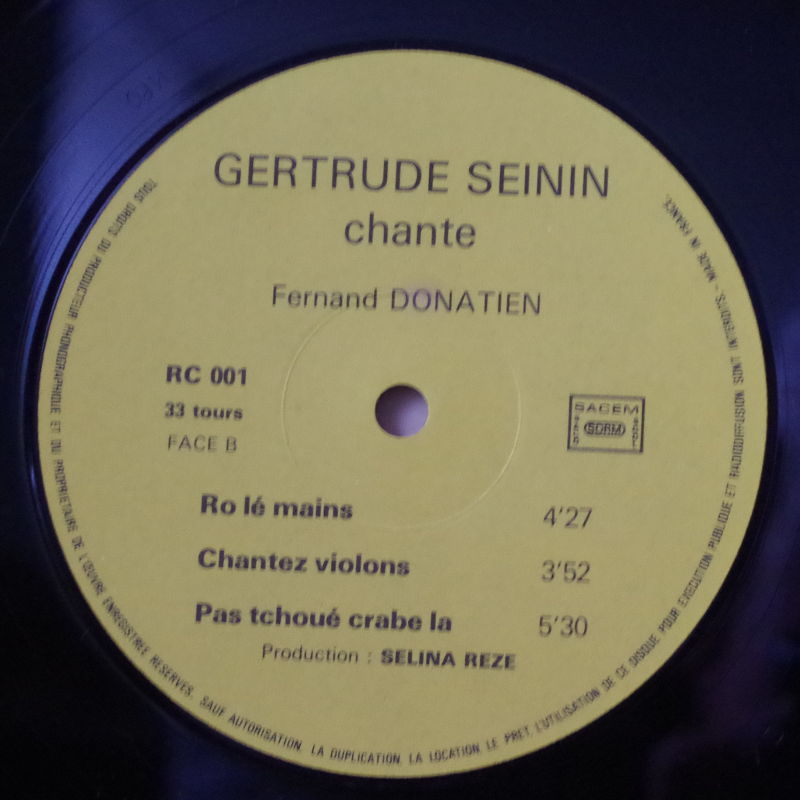 GERTRUDE SEININ
chante
Fernand DONATIEN
RC 001
33 tours
FACE B
SACEM
SDRM
Ro lé mains 4'27
Chantez violons 3'52
Pas tchoué crabe la 5'30
Production : SELINA REZE
TOUS DROITS DU PRODUCTEUR PHONOGRAPHIQUE ET DU PROPRIETAIRE DE L'ŒUVRE ENREGISTREE RESERVES. SAUF AUTORISATION, LA DUPLICATION, LA LOCATION, LE PRET, L'UTILISATION DE CE DISQUE POUR EXECUTION PUBLIQUE ET RADIODIFFUSION SONT INTERDITS. - MADE IN FRANCE.